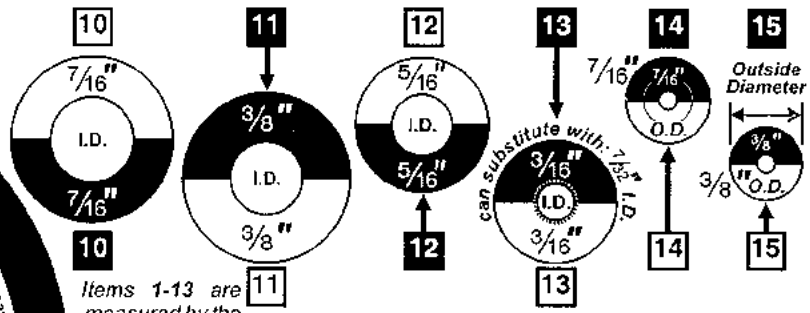 10
7/16"
I.D.
7/16"
10
11
3/8"
I.D.
3/8"
11
12
5/16"
I.D.
5/16"
12
13
can substitute with: 7/32" I.D.
3/16"
I.D.
3/16"
13
14
7/16"
7/16"
O.D.
14
15
Outside
Diameter
3/8"
3/8"
O.D.
15
Items 1-13 are
measured by the